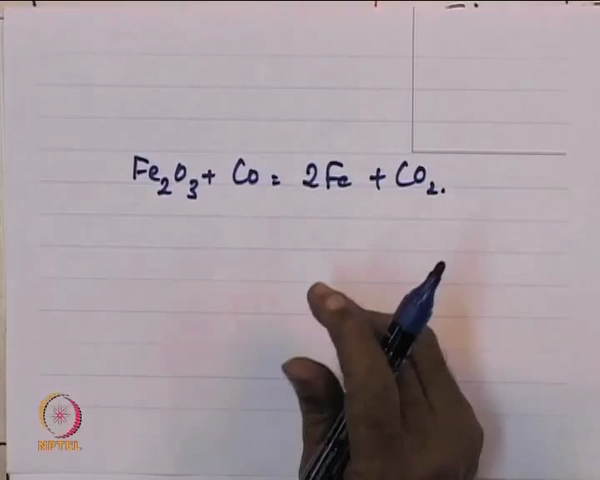 Fe₂O₃ + Co = 2Fe + CO₂.
NPTEL